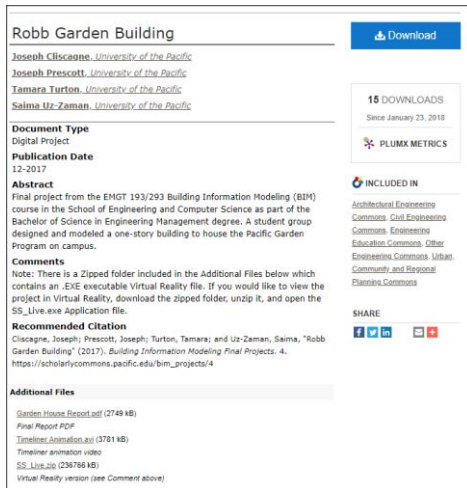 Robb Garden Building
Joseph Cliscagne, University of the Pacific
Joseph Prescott, University of the Pacific
Tamara Turton, University of the Pacific
Saima Uz-Zaman, University of the Pacific
Document Type
Digital Project
Publication Date
12-2017
Abstract
Final project from the EMGT 193/293 Building Information Modeling (BIM)
course in the School of Engineering and Computer Science as part of the
Bachelor of Science in Engineering Management degree. A student group
designed and modeled a one-story building to house the Pacific Garden
Program on campus.
Comments
Note: There is a Zipped folder included in the Additional Files below which
contains an .EXE executable Virtual Reality file. If you would like to view the
project in Virtual Reality, download the zipped folder, unzip it, and open the
SS_Live.exe Application file.
Recommended Citation
Cliscagne, Joseph; Prescott, Joseph; Turton, Tamara; and Uz-Zaman, Saima, "Robb
Garden Building" (2017). Building Information Modeling Final Projects. 4.
https://scholarlycommons.pacific.edu/bim_projects/4
Additional Files
Garden House Report.pdf (2749 kB)
Final Report PDF
Timeliner Animation.avi (3781 kB)
Timeliner animation video
SS_Live.zip (236766 kB)
Virtual Reality version (see Comment above)
Download
15 DOWNLOADS
Since January 23, 2018
PLUMX METRICS
INCLUDED IN
Architectural Engineering
Commons, Civil Engineering
Commons, Engineering
Education Commons, Other
Engineering Commons, Urban,
Community and Regional
Planning Commons
SHARE